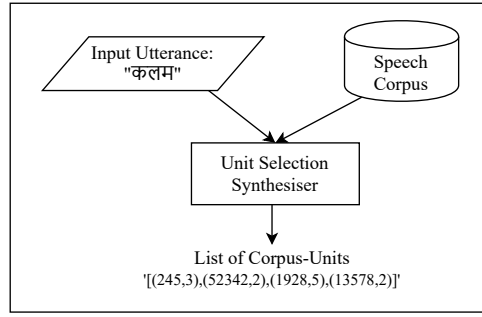 Input Utterance:
"कलम"
Speech
Corpus
Unit Selection
Synthesiser
List of Corpus-Units
'[(245,3),(52342,2),(1928,5),(13578,2)]'